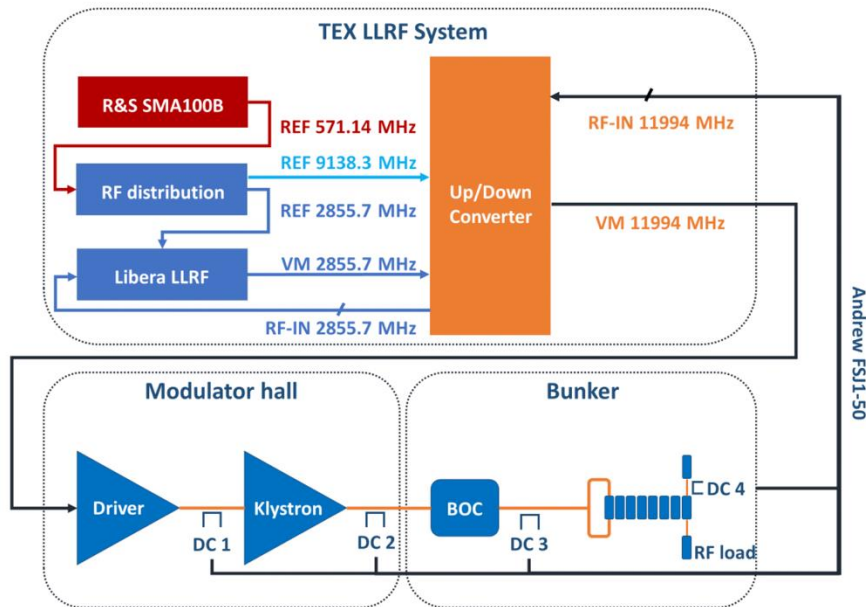 TEX LLRF System
R&S SMA100B
REF 571.14 MHz
RF-IN 11994 MHz
REF 9138.3 MHz
RF distribution
Up/Down
Converter
REF 2855.7 MHz
VM 11994 MHz
Libera LLRF
VM 2855.7 MHz
RF-IN 2855.7 MHz
Andrew FSJ1-50
Modulator hall
Bunker
Driver
Klystron
BOC
DC 4
DC 1
DC 2
DC 3
RF load